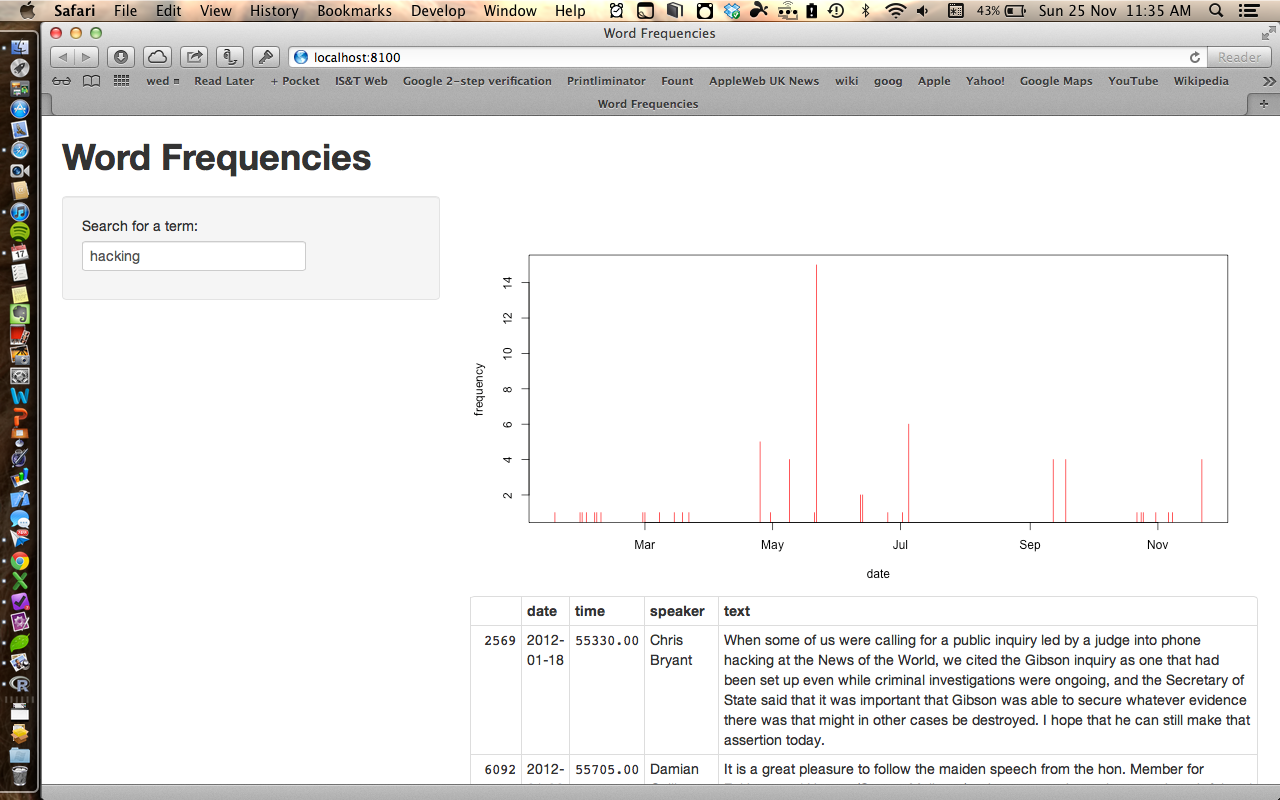 Safari File Edit View History Bookmarks Develop Window Help 43% Sun 25 Nov 11:35 AM
Word Frequencies
localhost:8100
Reader
wed Read Later + Pocket IS&T Web Google 2-step verification Printliminator Fount AppleWeb UK News wiki goog Apple Yahoo! Google Maps YouTube Wikipedia
Word Frequencies
Word Frequencies
Search for a term:
hacking
frequency
14
12
10
8
6
4
2
Mar May Jul Sep Nov
date
date time speaker text
2569 2012- 55330.00 Chris When some of us were calling for a public inquiry led by a judge into phone
01-18 Bryant hacking at the News of the World, we cited the Gibson inquiry as one that had
been set up even while criminal investigations were ongoing, and the Secretary of
State said that it was important that Gibson was able to secure whatever evidence
there was that might in other cases be destroyed. I hope that he can still make that
assertion today.
6092 2012- 55705.00 Damian It is a great pleasure to follow the maiden speech from the hon. Member for